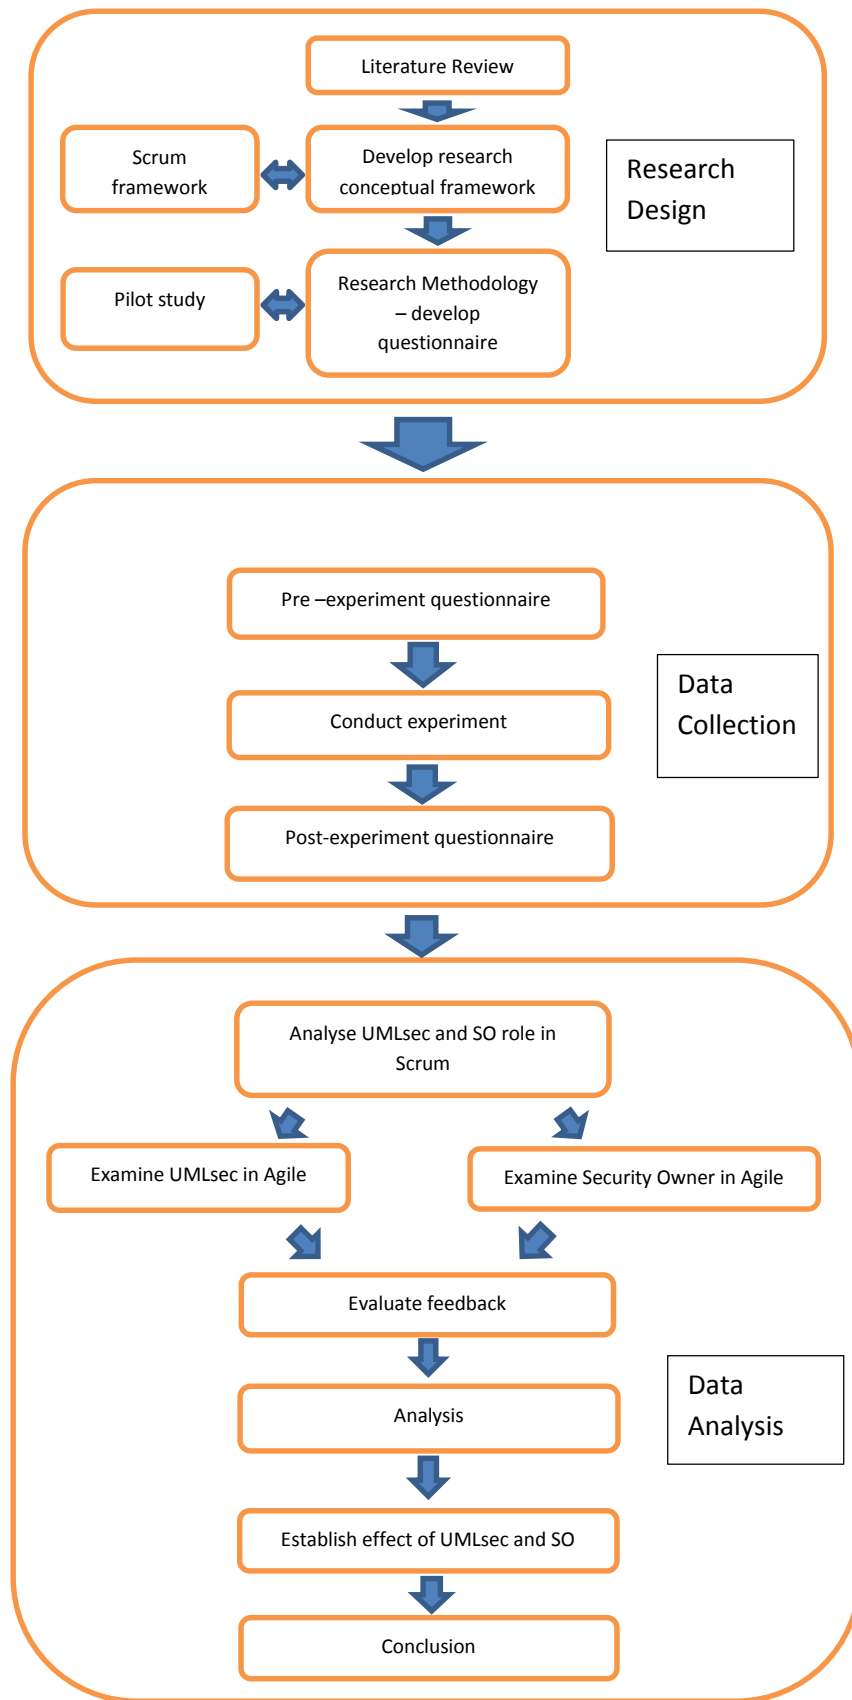 Literature Review
Scrum
framework
Develop research
conceptual framework
Research
Design
Pilot study
Research Methodology
– develop
questionnaire
Pre –experiment questionnaire
Conduct experiment
Data
Collection
Post-experiment questionnaire
Analyse UMLsec and SO role in
Scrum
Examine UMLsec in Agile
Examine Security Owner in Agile
Evaluate feedback
Analysis
Data
Analysis
Establish effect of UMLsec and SO
Conclusion